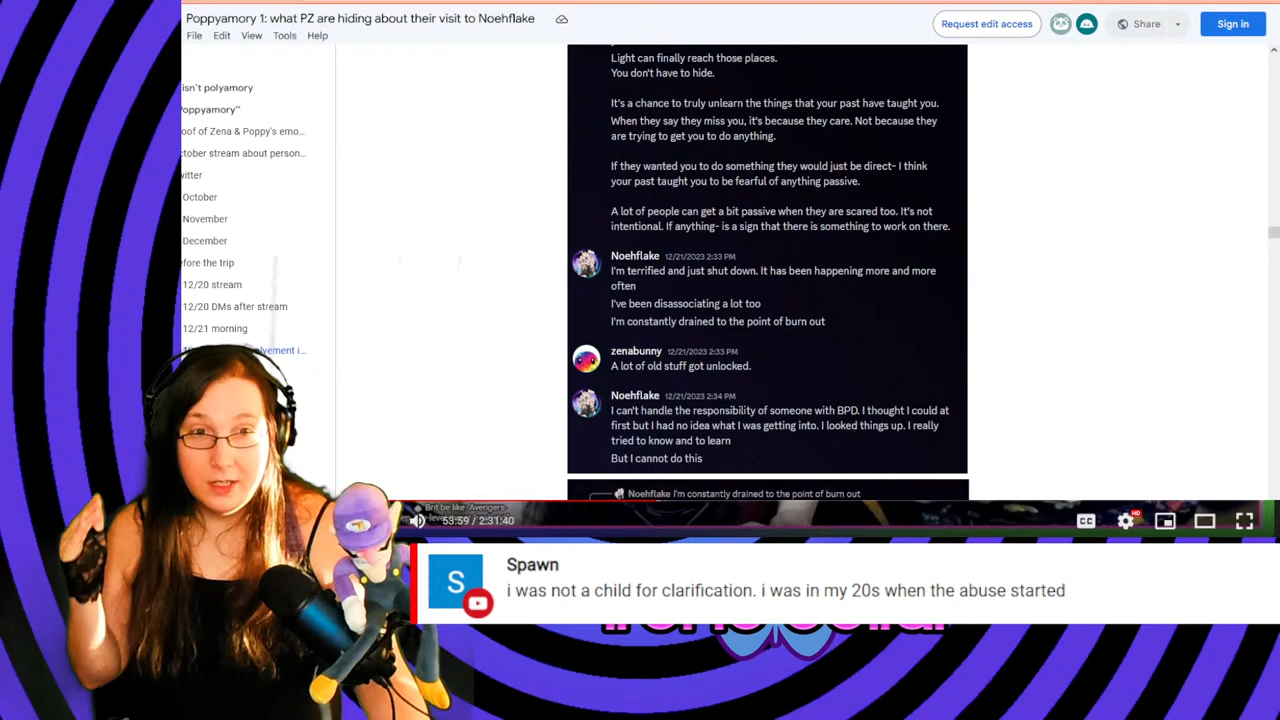 Poppyamory 1: what PZ are hiding about their visit to Noehflake
Request edit access
Share
Sign in
File Edit View Tools Help
isn't polyamory
oppyamory™
oof of Zena & Poppy's emo...
ctober stream about person...
witter
October
November
December
efore the trip
12/20 stream
12/20 DMs after stream
12/21 morning
olvement i...
Light can finally reach those places.
You don't have to hide.
It's a chance to truly unlearn the things that your past have taught you.
When they say they miss you, it's because they care. Not because they
are trying to get you to do anything.
If they wanted you to do something they would just be direct- I think
your past taught you to be fearful of anything passive.
A lot of people can get a bit passive when they are scared too. It's not
intentional. If anything- is a sign that there is something to work on there.
Noehflake 12/21/2023 2:33 PM
I'm terrified and just shut down. It has been happening more and more
often
I've been disassociating a lot too
I'm constantly drained to the point of burn out
zenabunny 12/21/2023 2:33 PM
A lot of old stuff got unlocked.
Noehflake 12/21/2023 2:34 PM
I can't handle the responsibility of someone with BPD. I thought I could at
first but I had no idea what I was getting into. I looked things up. I really
tried to know and to learn
But I cannot do this
Noehflake I'm constantly drained to the point of burn out
Brit be like 'Avengers-
53:59 / 2:31:40
CC
HD
S
Spawn
i was not a child for clarification. i was in my 20s when the abuse started